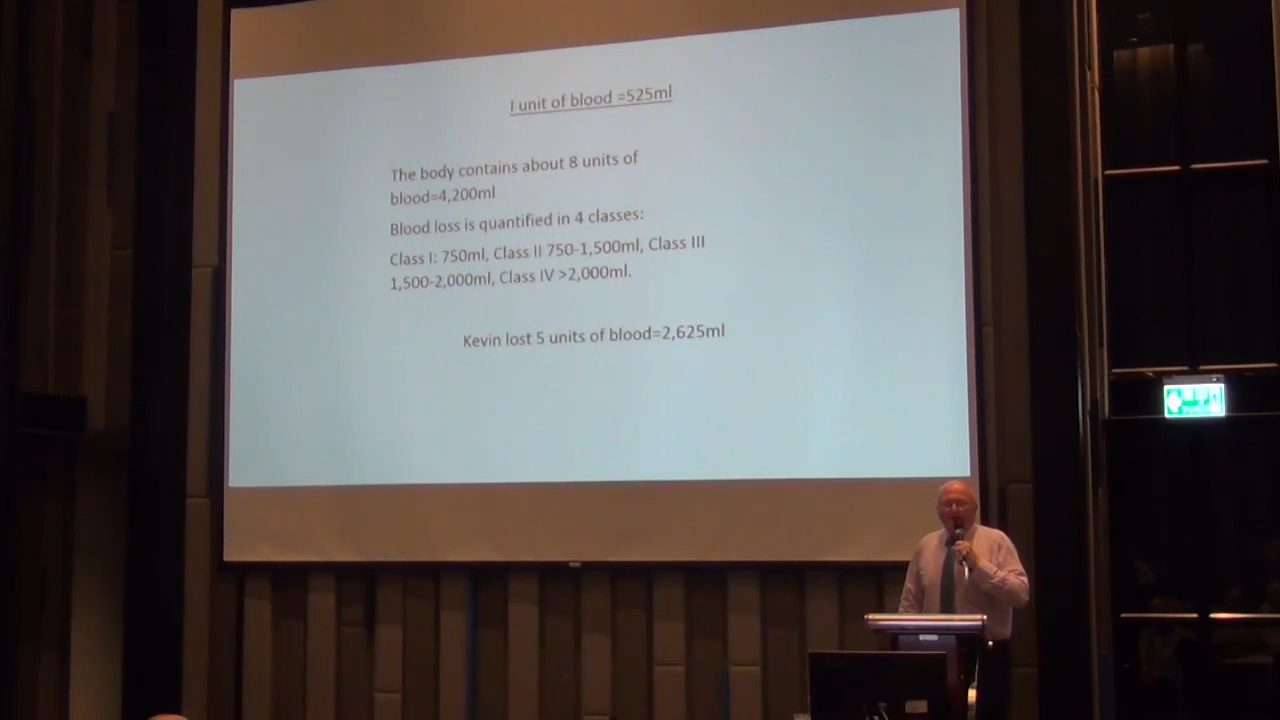 I unit of blood =525ml
The body contains about 8 units of
blood=4,200ml
Blood loss is quantified in 4 classes:
Class I: 750ml, Class II 750-1,500ml, Class III
1,500-2,000ml, Class IV >2,000ml.
Kevin lost 5 units of blood=2,625ml